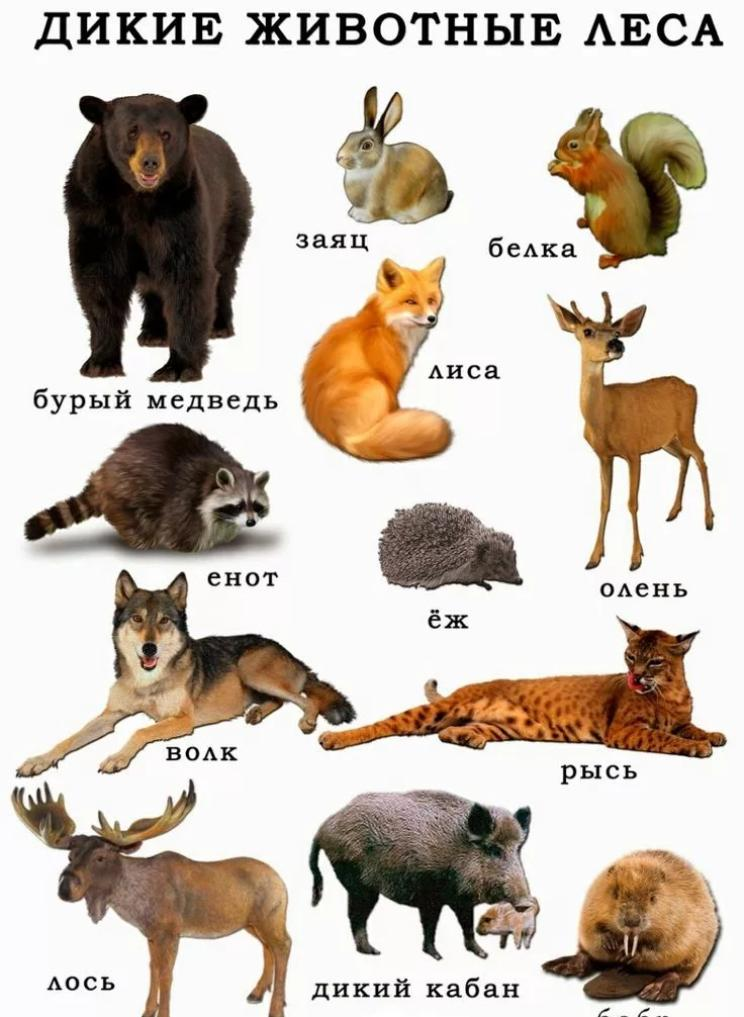 ДИКИЕ ЖИВОТНЫЕ ЛЕСА
заяц
белка
лиса
бурый медведь
енот
олень
ёж
волк
рысь
лось
дикий кабан